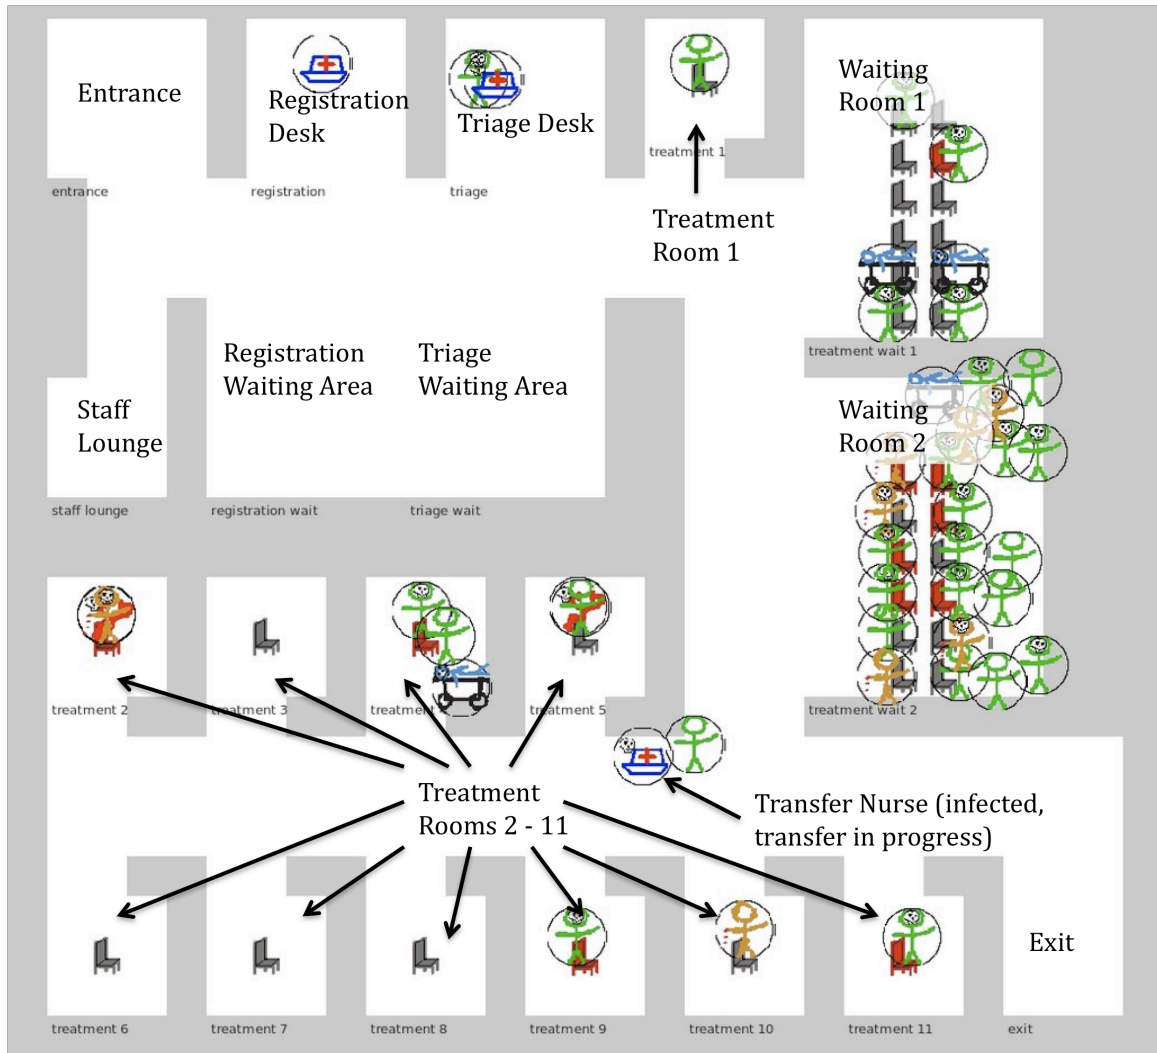 Entrance
Registration
Desk
Triage Desk
Waiting
Room 1
treatment 1
entrance
registration
triage
Treatment
Room 1
Registration
Waiting Area
Triage
Waiting Area
treatment wait 1
Staff
Lounge
Waiting
Room 2
staff lounge
registration wait
triage wait
treatment 2
treatment 3
treatment
treatment 5
treatment wait 2
Treatment
Rooms 2 - 11
Transfer Nurse (infected,
transfer in progress)
Exit
treatment 6
treatment 7
treatment 8
treatment 9
treatment 10
treatment 11
exit